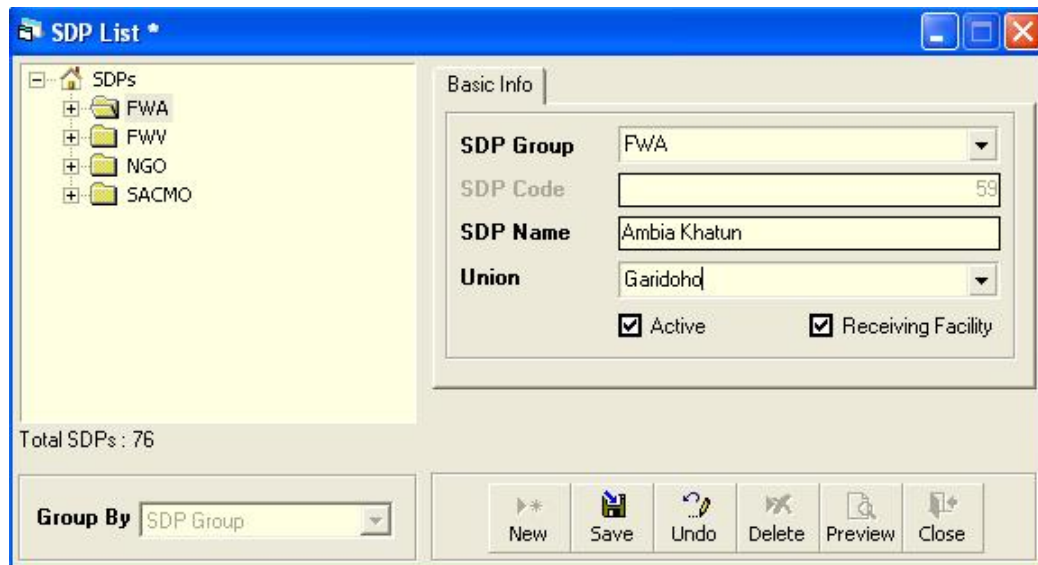 SDP List *
SDPs
FWA
FWV
NGO
SACMO
Total SDPs : 76
Group By SDP Group
Basic Info
SDP Group FWA
SDP Code 59
SDP Name Ambia Khatun
Union Garidoho
Active Receiving Facility
New Save Undo Delete Preview Close